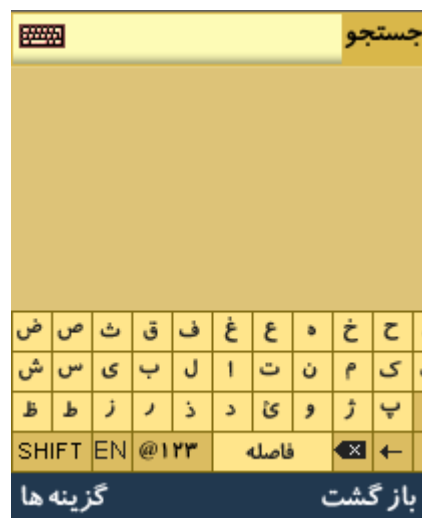 جستجو
ض ص ث ق ف غ ع ه خ ح
ش س ی ب ل ا ت ن م ک
ظ ط ز ر ذ د ئ و ژ پ
SHIFT EN @۱۲۳ فاصله ←
گزینه ها باز گشت